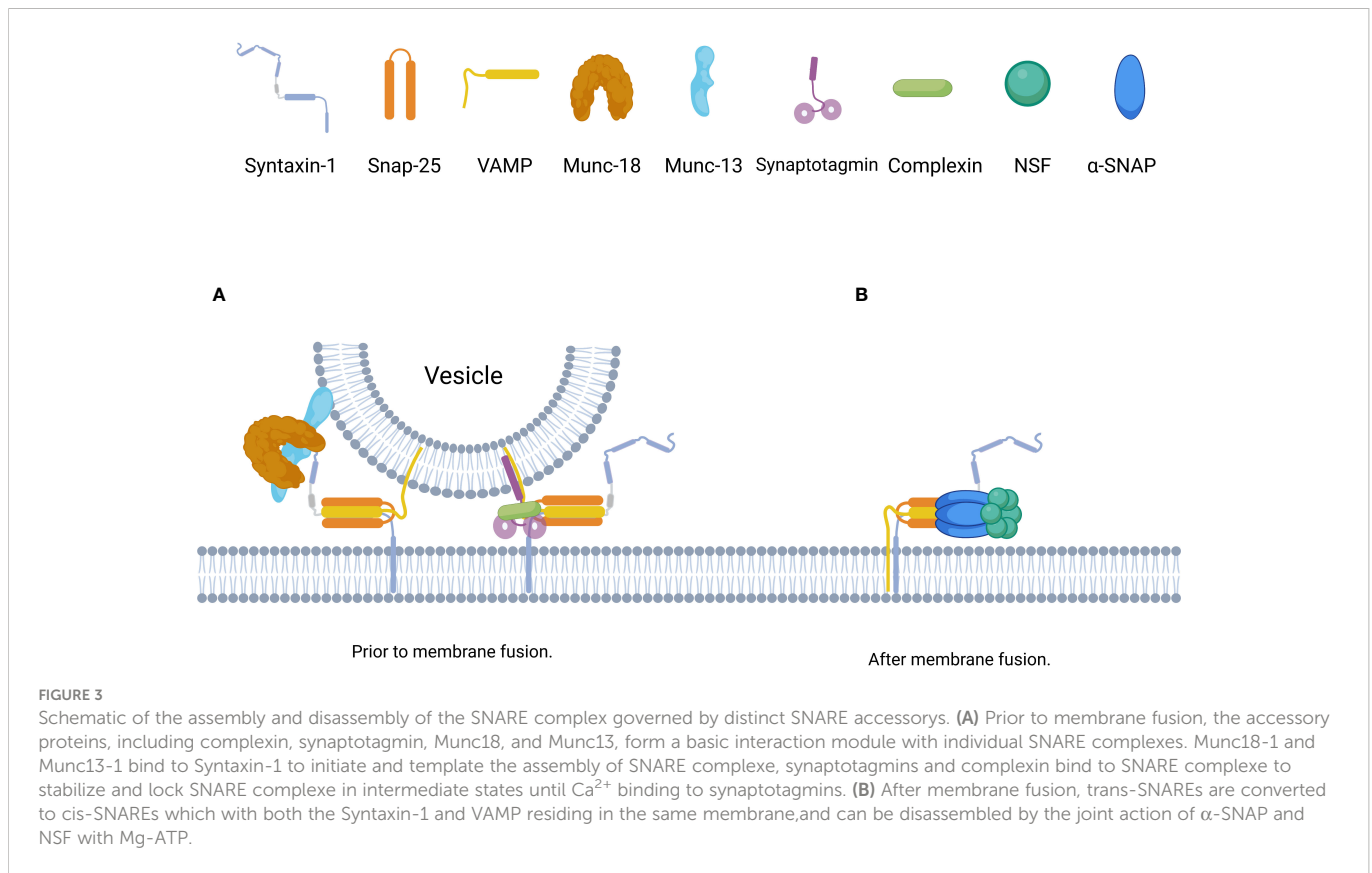 Syntaxin-1 Snap-25 VAMP Munc-18 Munc-13 Synaptotagmin Complexin NSF α-SNAP
A B
Vesicle
Prior to membrane fusion.
After membrane fusion.
FIGURE 3
Schematic of the assembly and disassembly of the SNARE complex governed by distinct SNARE accessorys. (A) Prior to membrane fusion, the accessory
proteins, including complexin, synaptotagmin, Munc18, and Munc13, form a basic interaction module with individual SNARE complexes. Munc18-1 and
Munc13-1 bind to Syntaxin-1 to initiate and template the assembly of SNARE complexe, synaptotagmins and complexin bind to SNARE complexe to
stabilize and lock SNARE complexe in intermediate states until Ca²⁺ binding to synaptotagmins. (B) After membrane fusion, trans-SNAREs are converted
to cis-SNAREs which with both the Syntaxin-1 and VAMP residing in the same membrane,and can be disassembled by the joint action of α-SNAP and
NSF with Mg-ATP.